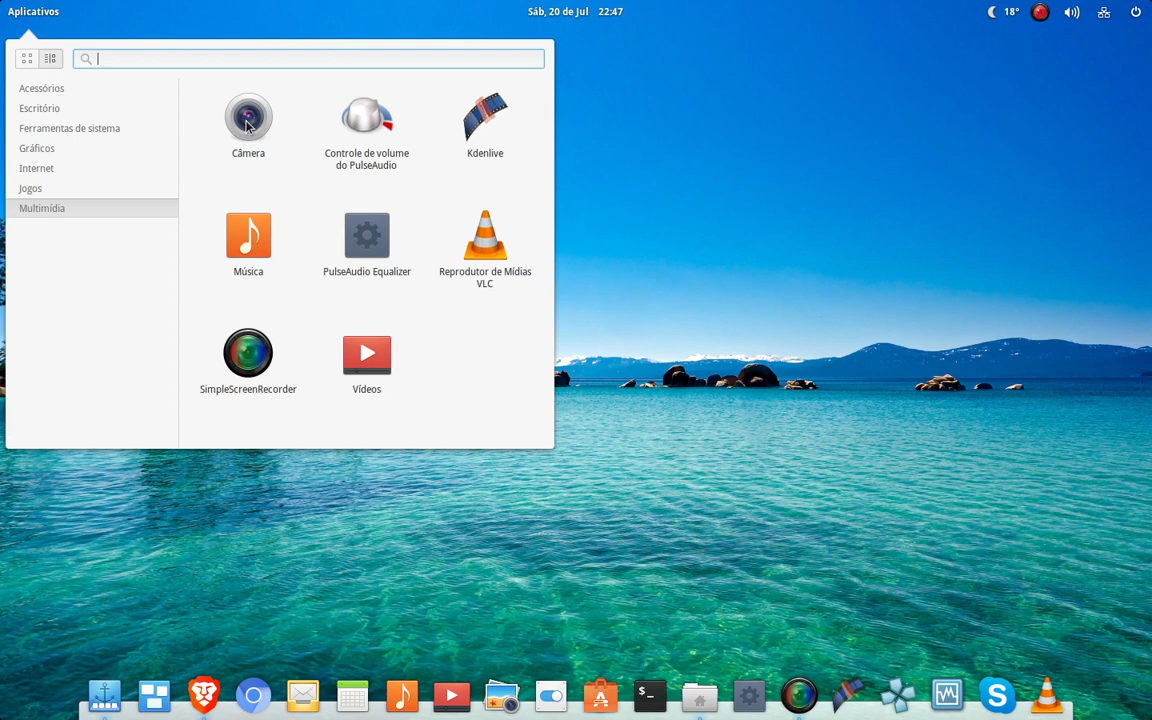 Aplicativos
Sáb, 20 de Jul 22:47
18°
Acessórios
Escritório
Ferramentas de sistema
Gráficos
Internet
Jogos
Multimídia
Câmera
Controle de volume
do PulseAudio
Kdenlive
Música
PulseAudio Equalizer
Reprodutor de Mídias
VLC
SimpleScreenRecorder
Vídeos
$_
S